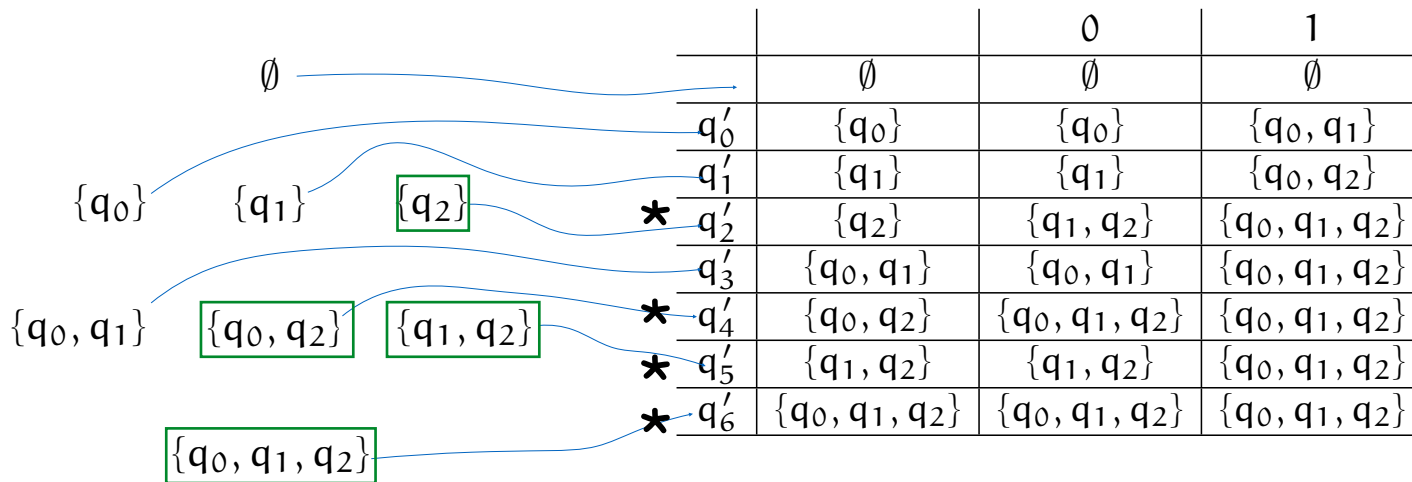 0 1
∅ ∅ ∅ ∅
q′₀ {q₀} {q₀} {q₀, q₁}
{q₀} {q₁} {q₂} q′₁ {q₁} {q₁} {q₀, q₂}
★ q′₂ {q₂} {q₁, q₂} {q₀, q₁, q₂}
q′₃ {q₀, q₁} {q₀, q₁} {q₀, q₁, q₂}
{q₀, q₁} {q₀, q₂} {q₁, q₂} ★ q′₄ {q₀, q₂} {q₀, q₁, q₂} {q₀, q₁, q₂}
★ q′₅ {q₁, q₂} {q₁, q₂} {q₀, q₁, q₂}
★ q′₆ {q₀, q₁, q₂} {q₀, q₁, q₂} {q₀, q₁, q₂}
{q₀, q₁, q₂}